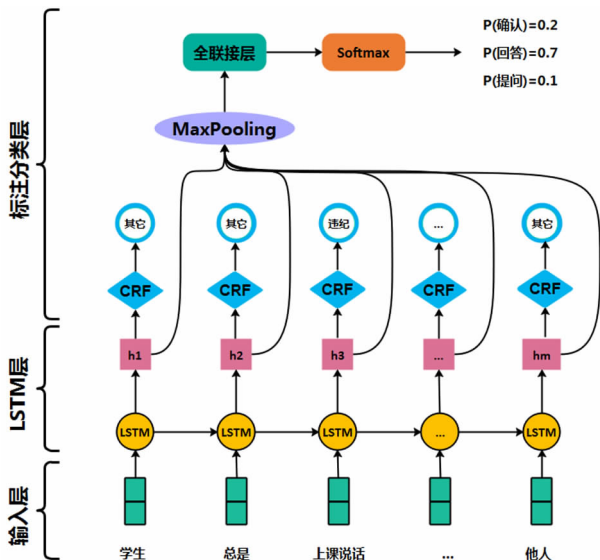 P(确认)=0.2
全联接层
Softmax
P(回答)=0.7
P(提问)=0.1
MaxPooling
标注分类层
其它
其它
违纪
...
其它
CRF
CRF
CRF
CRF
CRF
LSTM层
h1
h2
h3
...
hm
LSTM
LSTM
LSTM
...
LSTM
输入层
学生
总是
上课说话
...
他人